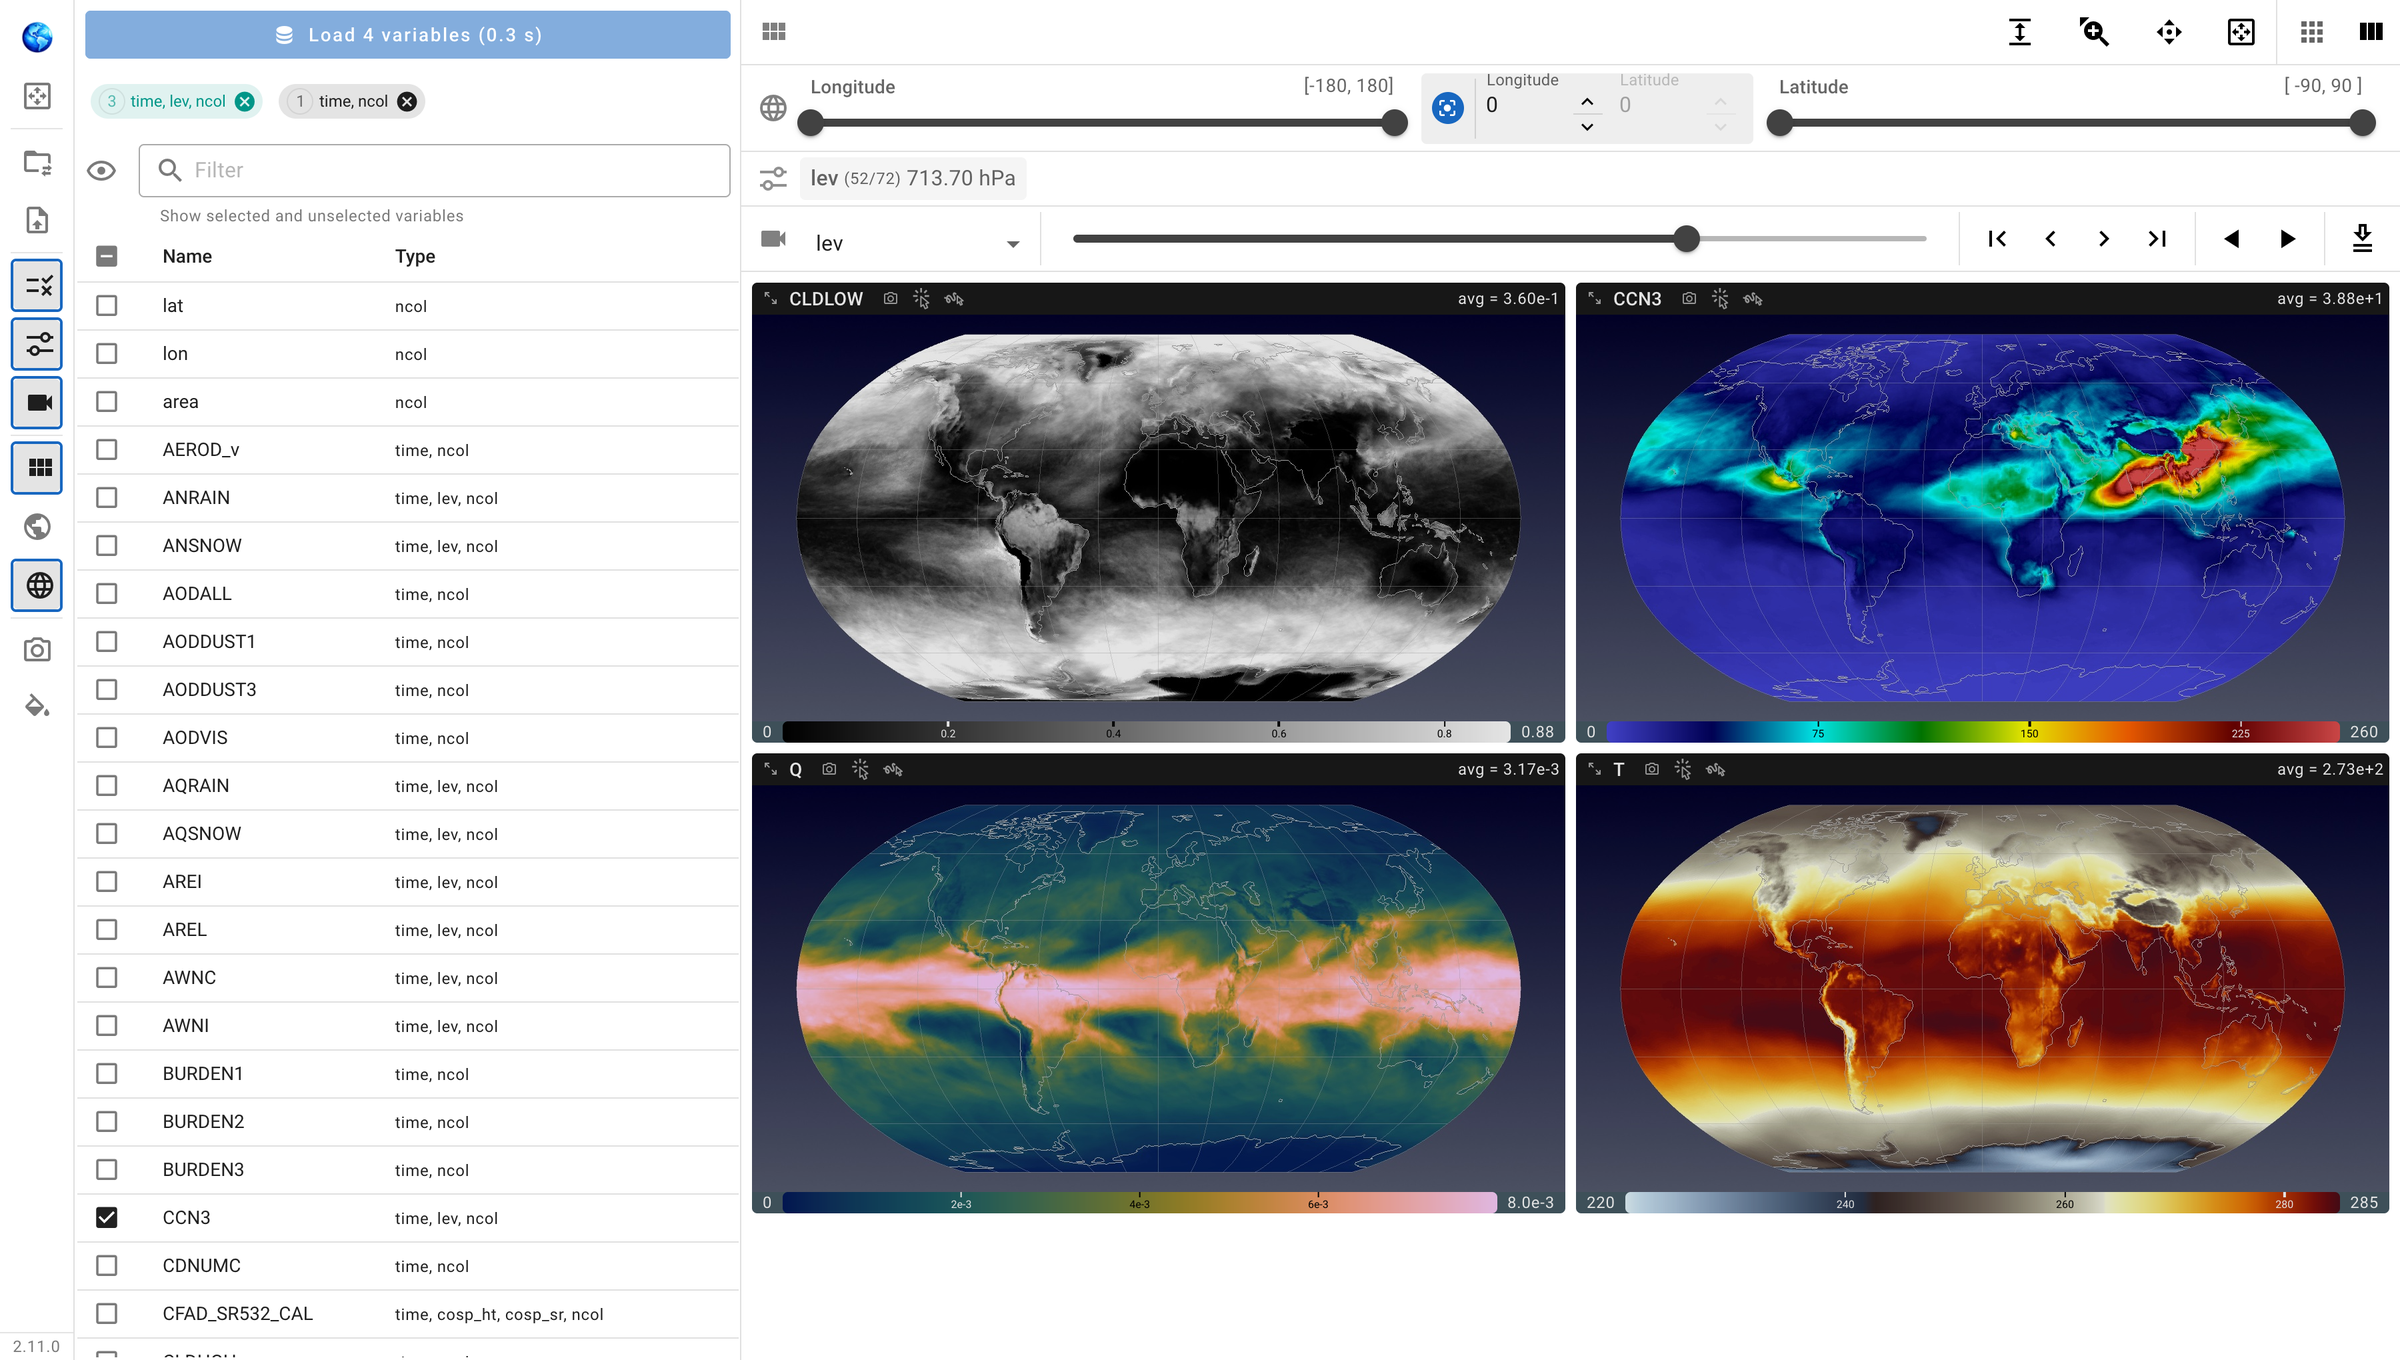 Load 4 variables (0.3 s)
3 time, lev, ncol
1 time, ncol
Filter
Show selected and unselected variables
Name Type
lat ncol
lon ncol
area ncol
AEROD_v time, ncol
ANRAIN time, lev, ncol
ANSNOW time, lev, ncol
AODALL time, ncol
AODDUST1 time, ncol
AODDUST3 time, ncol
AODVIS time, ncol
AQRAIN time, lev, ncol
AQSNOW time, lev, ncol
AREI time, lev, ncol
AREL time, lev, ncol
AWNC time, lev, ncol
AWNI time, lev, ncol
BURDEN1 time, ncol
BURDEN2 time, ncol
BURDEN3 time, ncol
CCN3 time, lev, ncol
CDNUMC time, ncol
CFAD_SR532_CAL time, cosp_ht, cosp_sr, ncol
2.11.0
Longitude [-180, 180]
Longitude 0
Latitude 0
Latitude [ -90, 90 ]
lev (52/72) 713.70 hPa
lev
CLDLOW avg = 3.60e-1
0 0.2 0.4 0.6 0.8 0.88
CCN3 avg = 3.88e+1
0 75 150 225 260
Q avg = 3.17e-3
0 2e-3 4e-3 6e-3 8.0e-3
T avg = 2.73e+2
220 240 260 280 285